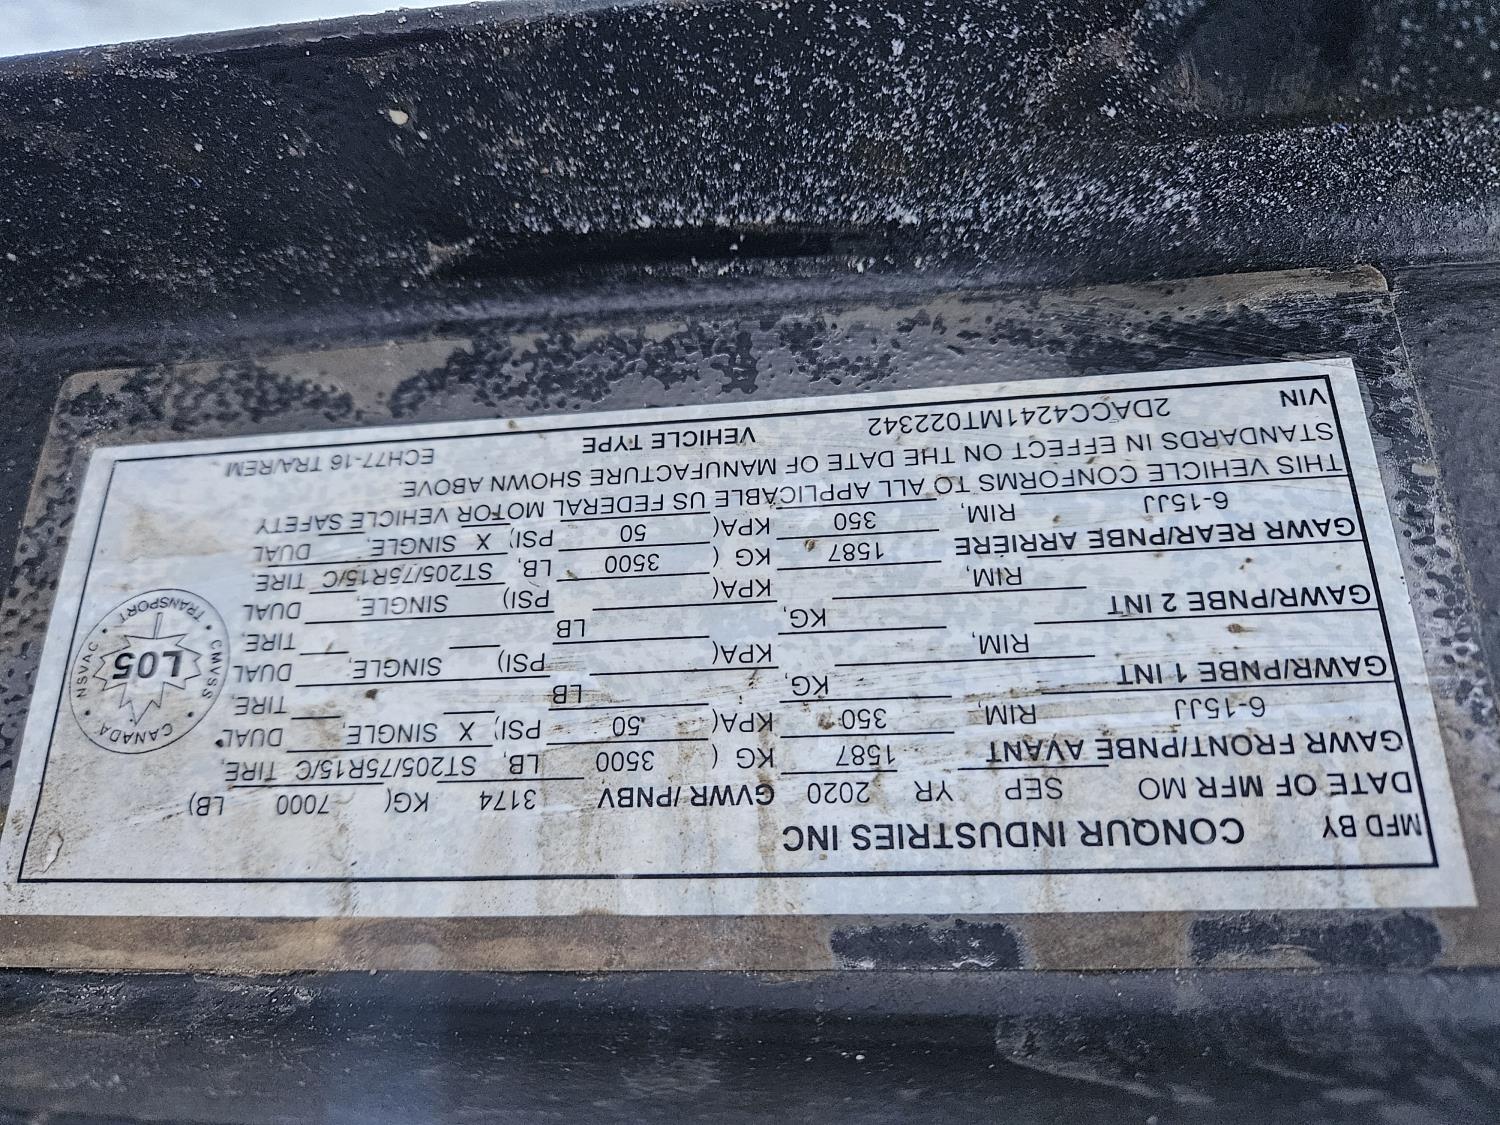 MFD BY CONQUR INDUSTRIES INC
DATE OF MFR MO SEP YR 2020 GVWR/PNBV 3174 KG( 7000 LB)
GAWR FRONT/PNBE AVANT 1587 KG ( 3500 LB, ST205/75R15/C TIRE,
6-15JJ RIM, 350 KPA( 50 PSI) X SINGLE, DUAL
GAWR/PNBE 1 INT KG, LB TIRE,
RIM, KPA( PSI) SINGLE, DUAL
GAWR/PNBE 2 INT KG, LB TIRE,
RIM, KPA( PSI) SINGLE, DUAL
GAWR REAR/PNBE ARRIERE 1587 KG ( 3500 LB, ST205/75R15/C TIRE,
6-15JJ RIM, 350 KPA( 50 PSI) X SINGLE, DUAL
THIS VEHICLE CONFORMS TO ALL APPLICABLE US FEDERAL MOTOR VEHICLE SAFETY
STANDARDS IN EFFECT ON THE DATE OF MANUFACTURE SHOWN ABOVE
VIN 2DACC4241MT022342 VEHICLE TYPE ECH77-16 TRA/REM
CANADA • NSVAC • TRANSPORT • CMVSS •
L05